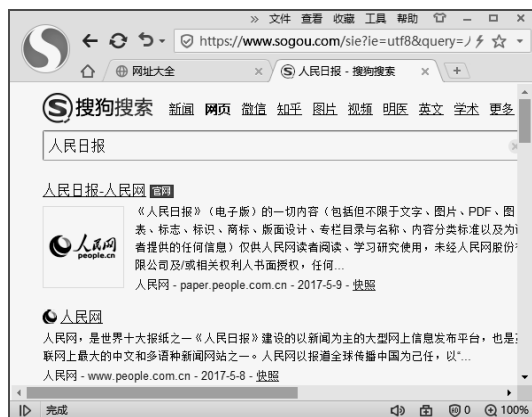 » 文件 查看 收藏 工具 帮助
https://www.sogou.com/sie?ie=utf8&query=人
网址大全 人民日报 - 搜狗搜索
搜狗搜索 新闻 网页 微信 知乎 图片 视频 明医 英文 学术 更多
人民日报
人民日报-人民网 官网
《人民日报》（电子版）的一切内容（包括但不限于文字、图片、PDF、图
表、标志、标识、商标、版面设计、专栏目录与名称、内容分类标准以及为
者提供的任何信息）仅供人民网读者阅读、学习研究使用，未经人民网股份
限公司及/或相关权利人书面授权，任何...
人民网 - paper.people.com.cn - 2017-5-9 - 快照
人民网
people.cn
人民网
人民网，是世界十大报纸之一《人民日报》建设的以新闻为主的大型网上信息发布平台，也是
联网上最大的中文和多语种新闻网站之一。人民网以报道全球传播中国为己任，以“...
人民网 - www.people.com.cn - 2017-5-8 - 快照
完成 0 100%